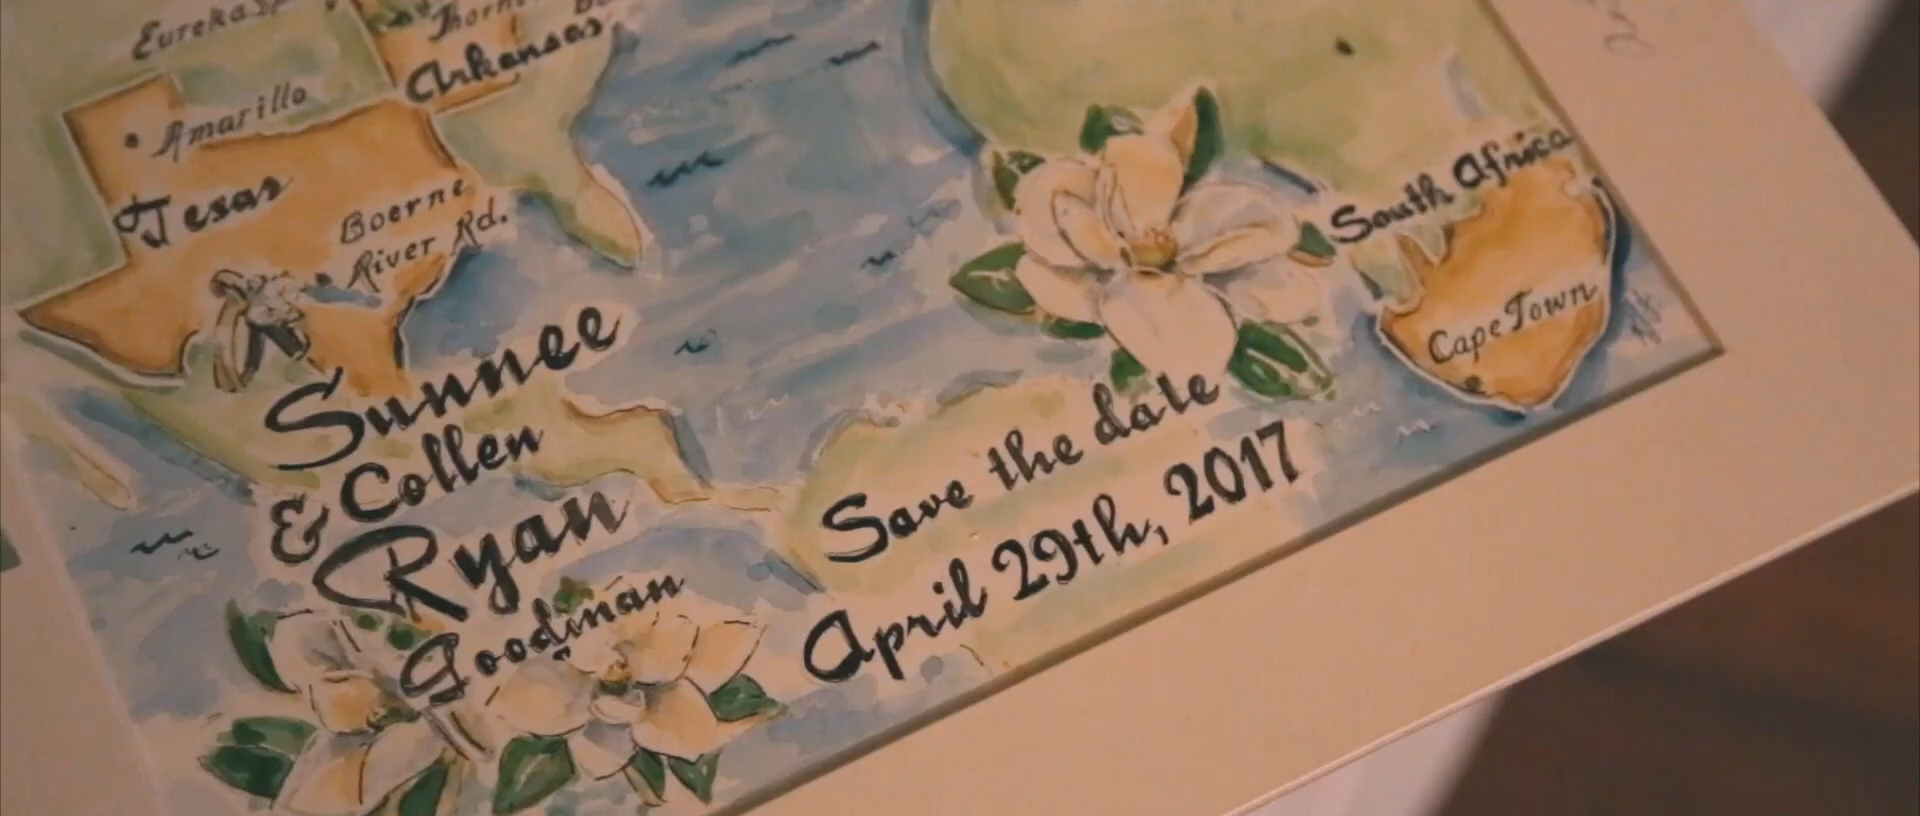 Arkansas
Amarillo
Texas
Boerne
River Rd.
South Africa
Cape Town
Sunnee
& Collen
Ryan
Goodman
Save the date
April 29th, 2017